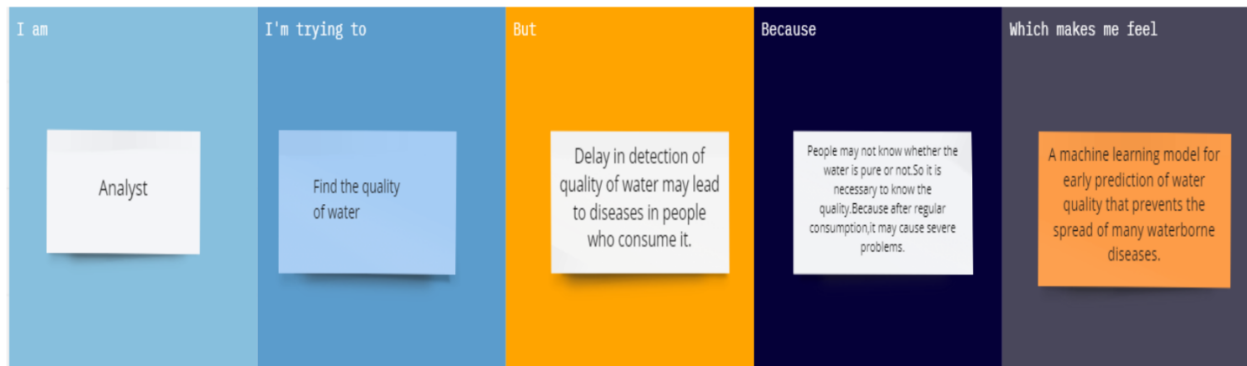 I am
Analyst
I'm trying to
Find the quality
of water
But
Delay in detection of
quality of water may lead
to diseases in people
who consume it.
Because
People may not know whether the
water is pure or not.So it is
necessary to know the
quality.Because after regular
consumption,it may cause severe
problems.
Which makes me feel
A machine learning model for
early prediction of water
quality that prevents the
spread of many waterborne
diseases.